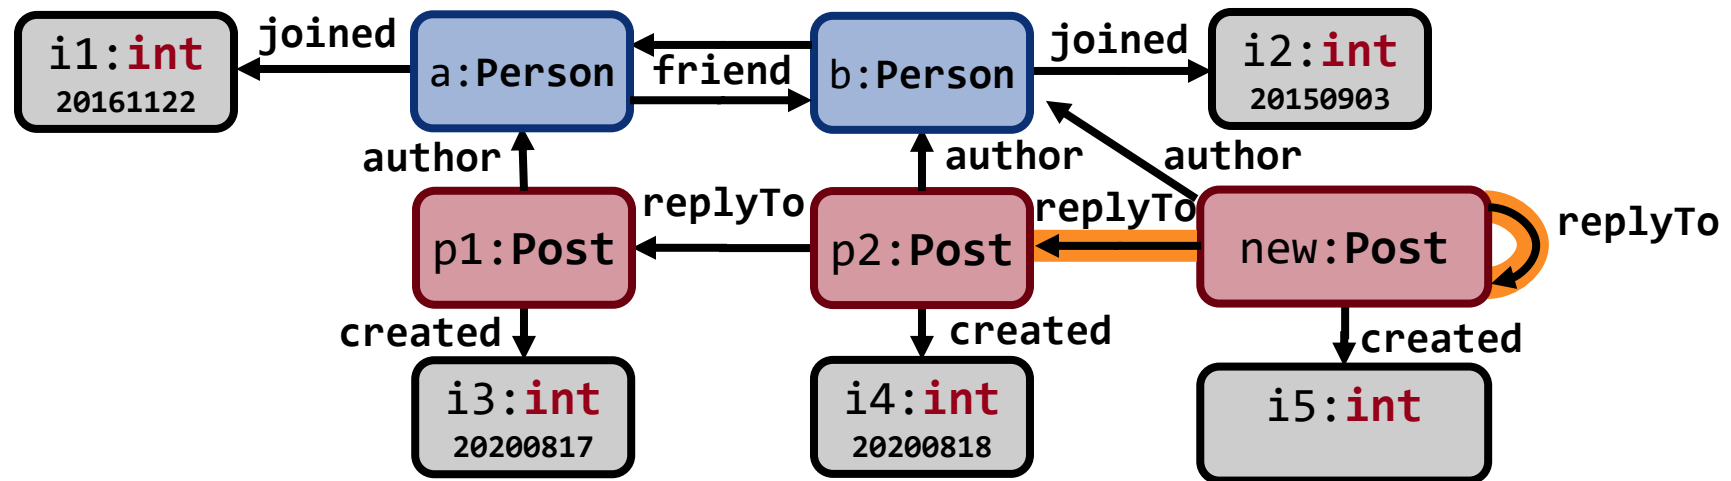 i1:int
20161122
joined
a:Person
friend
b:Person
joined
i2:int
20150903
author
author
author
p1:Post
replyTo
p2:Post
replyTo
new:Post
replyTo
created
created
created
i3:int
20200817
i4:int
20200818
i5:int